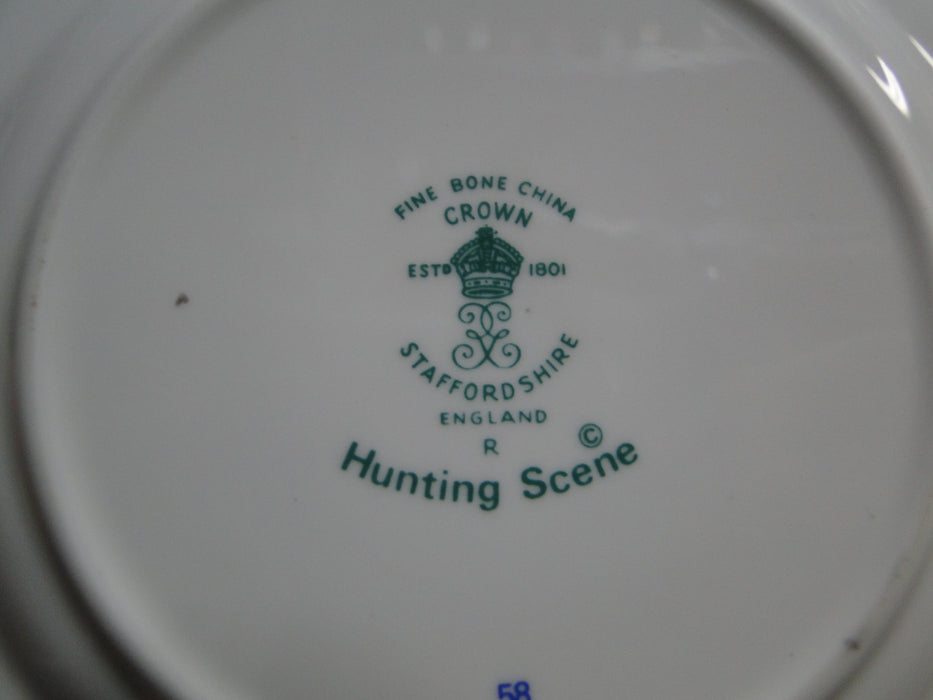 FINE BONE CHINA
CROWN
ESTD 1801
STAFFORDSHIRE
ENGLAND
R
©
Hunting Scene
58